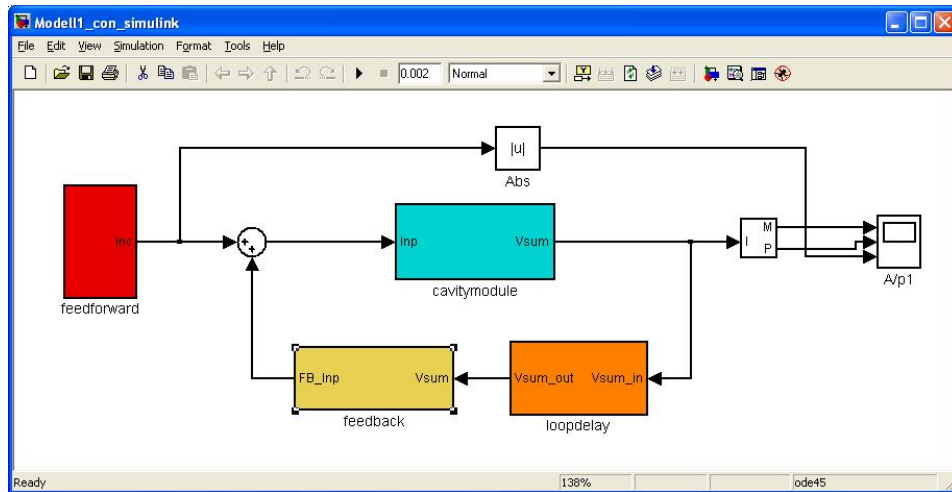 Modell1_con_simulink
File Edit View Simulation Format Tools Help
0.002 Normal
|u|
Abs
Inc
feedforward
Inp Vsum
cavitymodule
I M P
A/p1
FB_Inp Vsum
feedback
Vsum_out Vsum_in
loopdelay
Ready 138% ode45